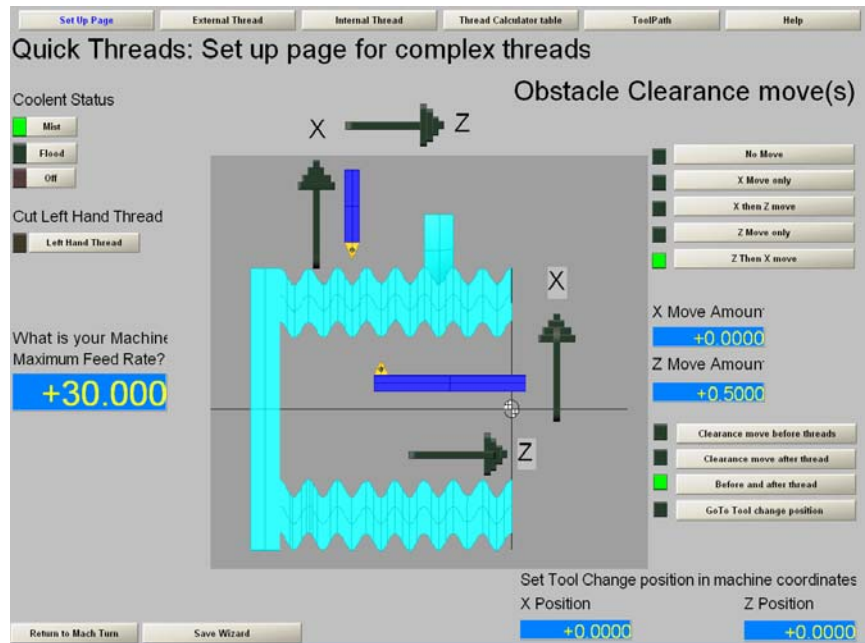 Set Up Page External Thread Internal Thread Thread Calculator table ToolPath Help
Quick Threads: Set up page for complex threads
Obstacle Clearance move(s)
Coolent Status
Mist
Flood
Off
Cut Left Hand Thread
Left Hand Thread
What is your Machine
Maximum Feed Rate?
+30.000
X
Z
X
Z
No Move
X Move only
X then Z move
Z Move only
Z Then X move
X Move Amoun
+0.0000
Z Move Amoun
+0.5000
Clearance move before threads
Clearance move after thread
Before and after thread
GoTo Tool change position
Set Tool Change position in machine coordinates
X Position Z Position
+0.0000 +0.0000
Return to Mach Turn Save Wizard